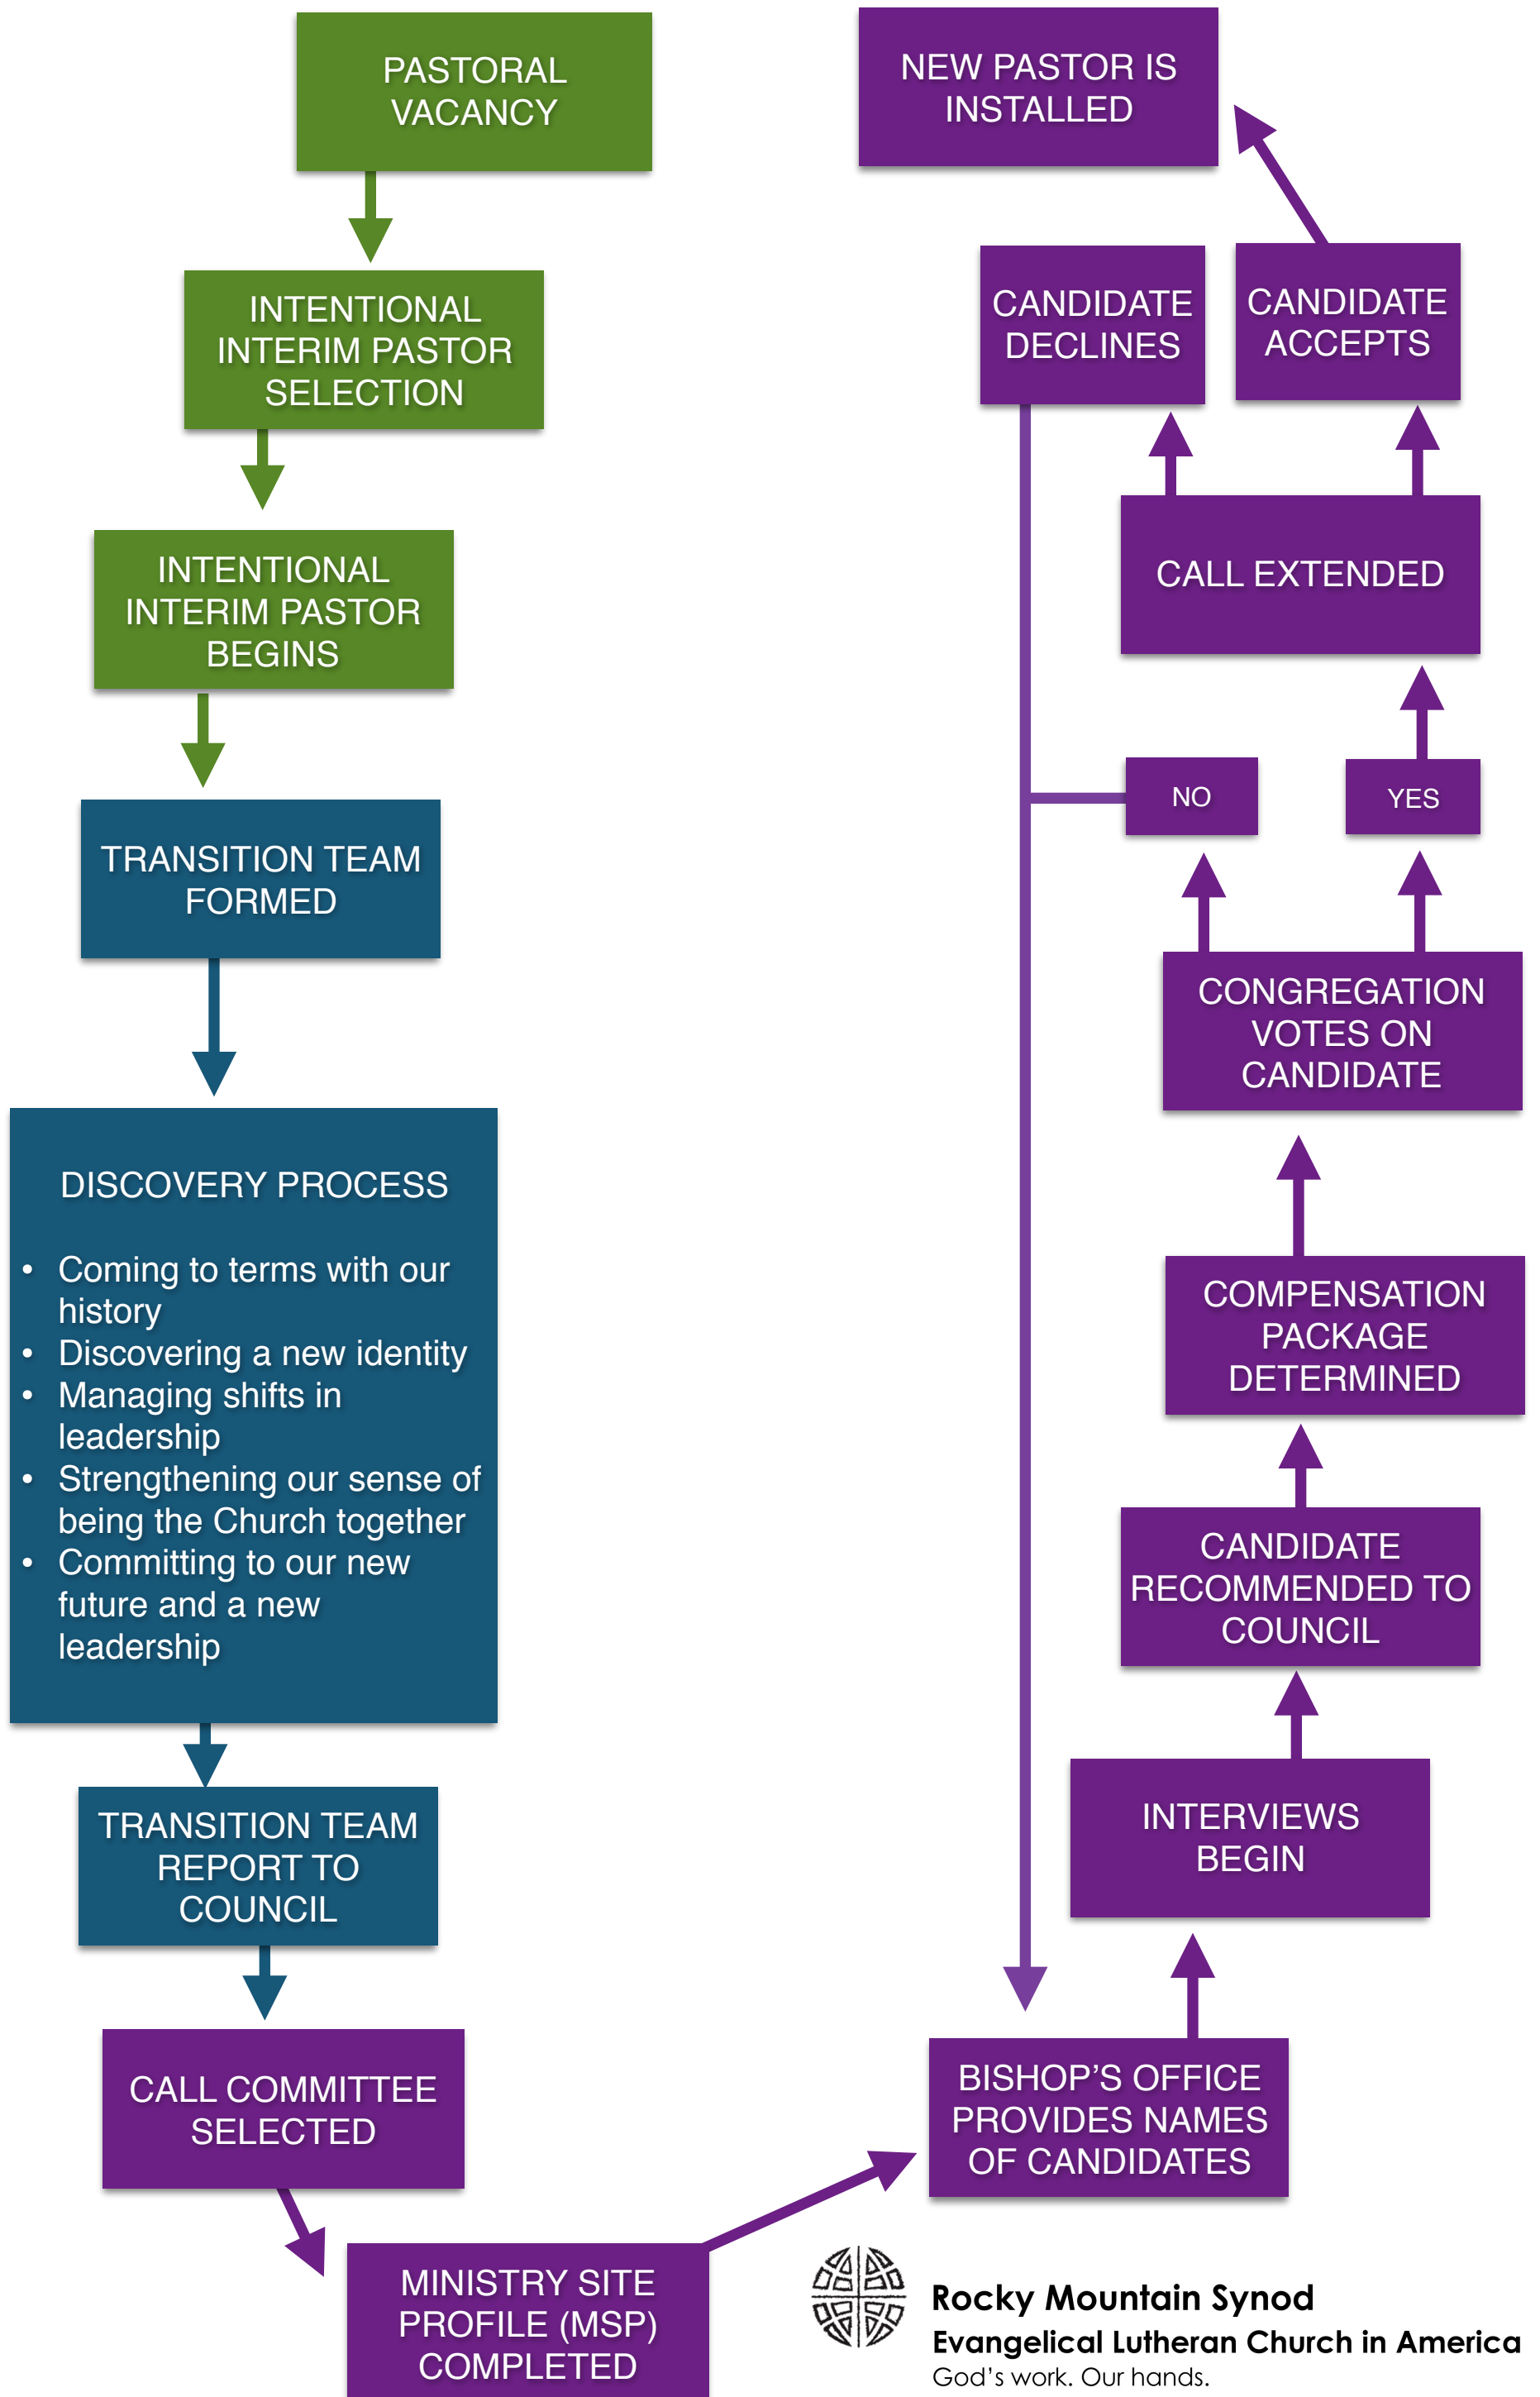 PASTORAL
VACANCY
INTENTIONAL
INTERIM PASTOR
SELECTION
INTENTIONAL
INTERIM PASTOR
BEGINS
TRANSITION TEAM
FORMED
DISCOVERY PROCESS
• Coming to terms with our
history
• Discovering a new identity
• Managing shifts in
leadership
• Strengthening our sense of
being the Church together
• Committing to our new
future and a new
leadership
TRANSITION TEAM
REPORT TO
COUNCIL
CALL COMMITTEE
SELECTED
MINISTRY SITE
PROFILE (MSP)
COMPLETED
BISHOP’S OFFICE
PROVIDES NAMES
OF CANDIDATES
INTERVIEWS
BEGIN
CANDIDATE
RECOMMENDED TO
COUNCIL
COMPENSATION
PACKAGE
DETERMINED
CONGREGATION
VOTES ON
CANDIDATE
NO
YES
CALL EXTENDED
CANDIDATE
DECLINES
CANDIDATE
ACCEPTS
NEW PASTOR IS
INSTALLED
Rocky Mountain Synod
Evangelical Lutheran Church in America
God’s work. Our hands.